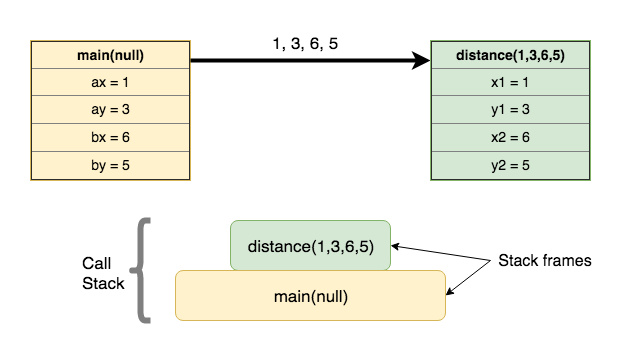 1, 3, 6, 5
main(null)
ax = 1
ay = 3
bx = 6
by = 5
distance(1,3,6,5)
x1 = 1
y1 = 3
x2 = 6
y2 = 5
Call
Stack
distance(1,3,6,5)
main(null)
Stack frames